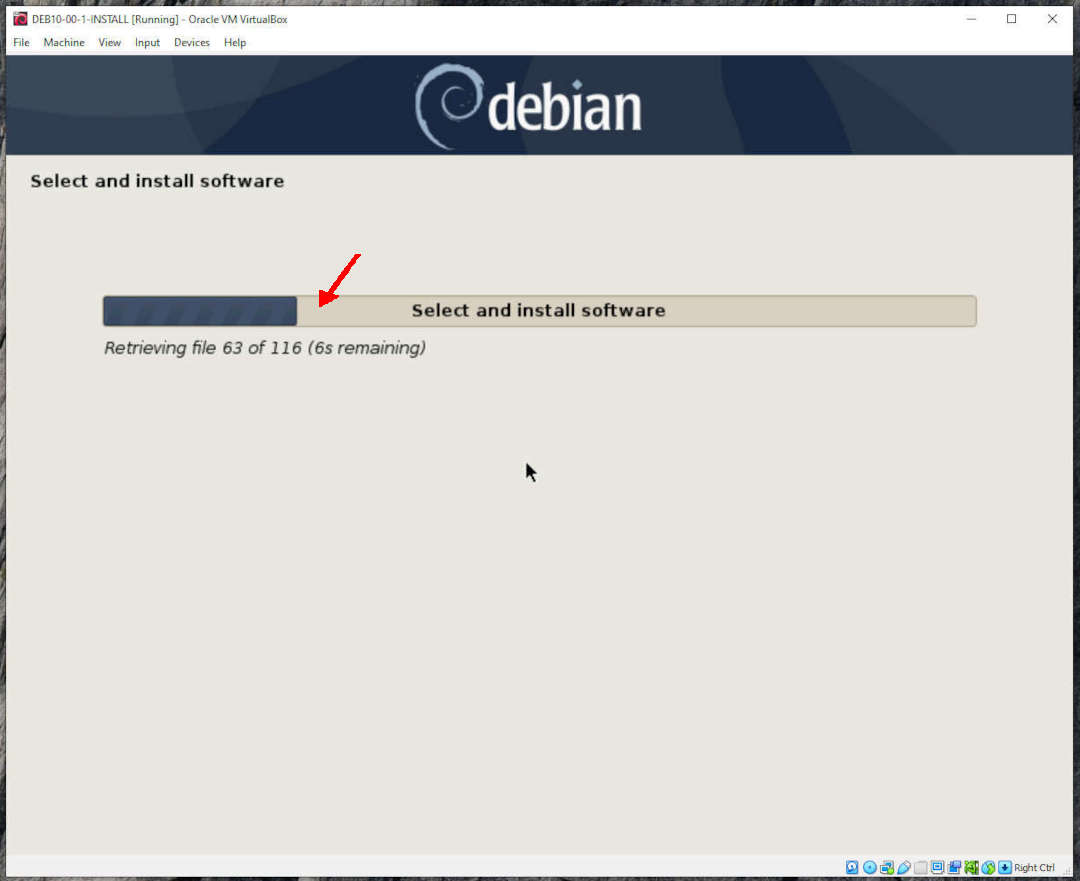 DEB10-00-1-INSTALL [Running] - Oracle VM VirtualBox
File Machine View Input Devices Help
debian
Select and install software
Select and install software
Retrieving file 63 of 116 (6s remaining)
Right Ctrl